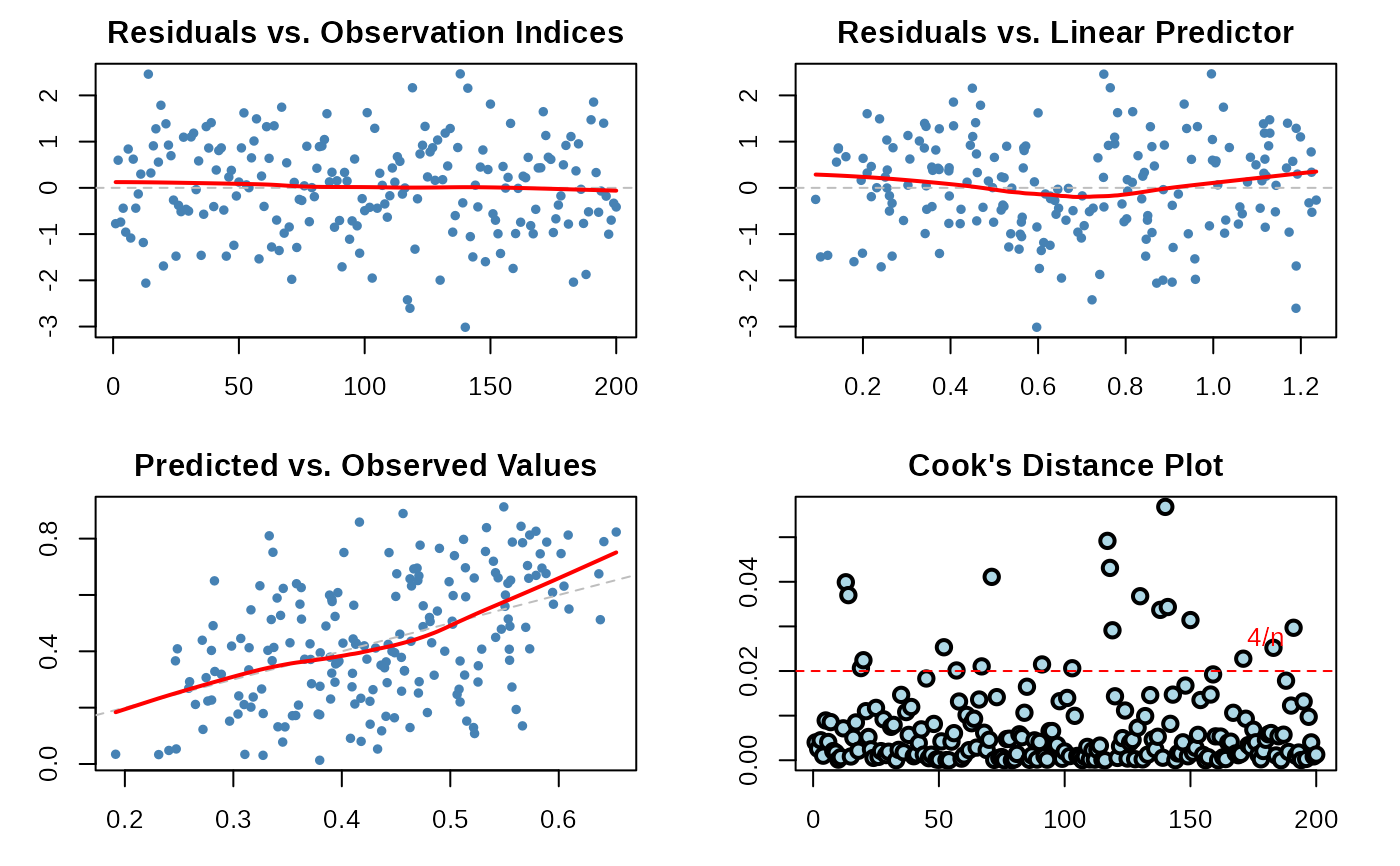 Residuals vs. Observation Indices
2
1
0
-1
-2
-3
0 50 100 150 200
Residuals vs. Linear Predictor
2
1
0
-1
-2
-3
0.2 0.4 0.6 0.8 1.0 1.2
Predicted vs. Observed Values
0.8
0.4
0.0
0.2 0.3 0.4 0.5 0.6
Cook's Distance Plot
0.04
0.02
0.00
4/n
0 50 100 150 200